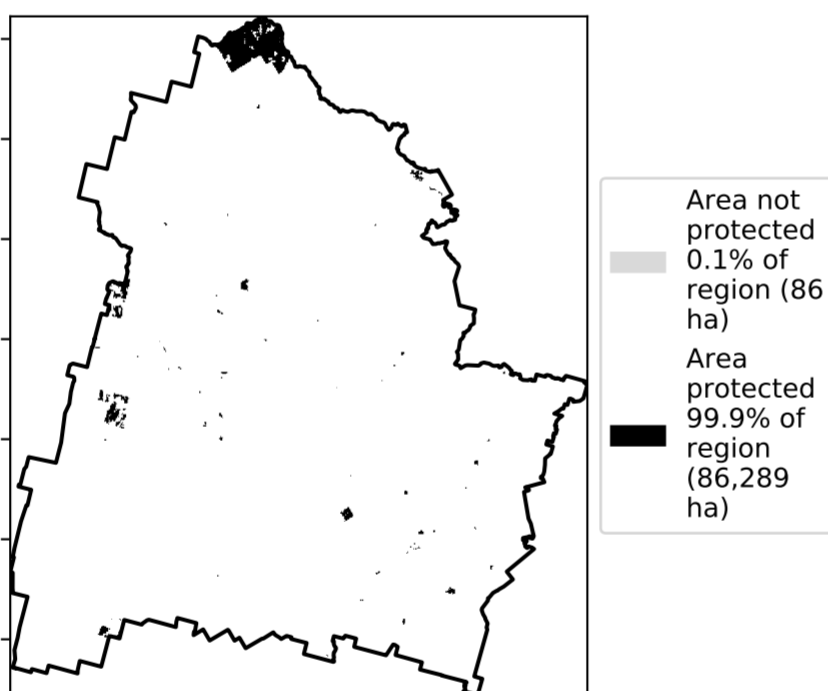 Area not
protected
0.1% of
region (86
ha)
Area
protected
99.9% of
region
(86,289
ha)